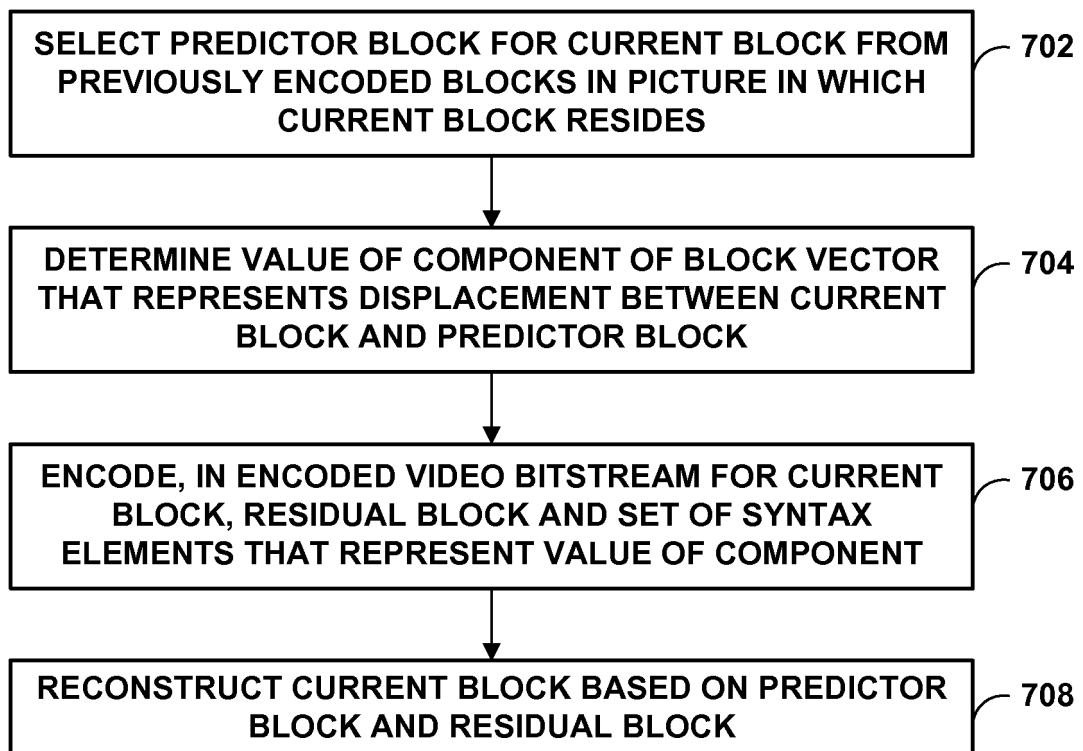 SELECT PREDICTOR BLOCK FOR CURRENT BLOCK FROM
PREVIOUSLY ENCODED BLOCKS IN PICTURE IN WHICH
CURRENT BLOCK RESIDES
702
DETERMINE VALUE OF COMPONENT OF BLOCK VECTOR
THAT REPRESENTS DISPLACEMENT BETWEEN CURRENT
BLOCK AND PREDICTOR BLOCK
704
ENCODE, IN ENCODED VIDEO BITSTREAM FOR CURRENT
BLOCK, RESIDUAL BLOCK AND SET OF SYNTAX
ELEMENTS THAT REPRESENT VALUE OF COMPONENT
706
RECONSTRUCT CURRENT BLOCK BASED ON PREDICTOR
BLOCK AND RESIDUAL BLOCK
708